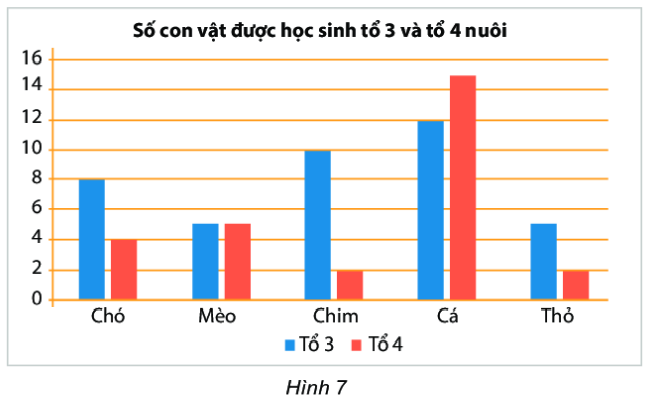 Số con vật được học sinh tổ 3 và tổ 4 nuôi
16
14
12
10
8
6
4
2
0
Chó Mèo Chim Cá Thỏ
Tổ 3 Tổ 4
Hình 7